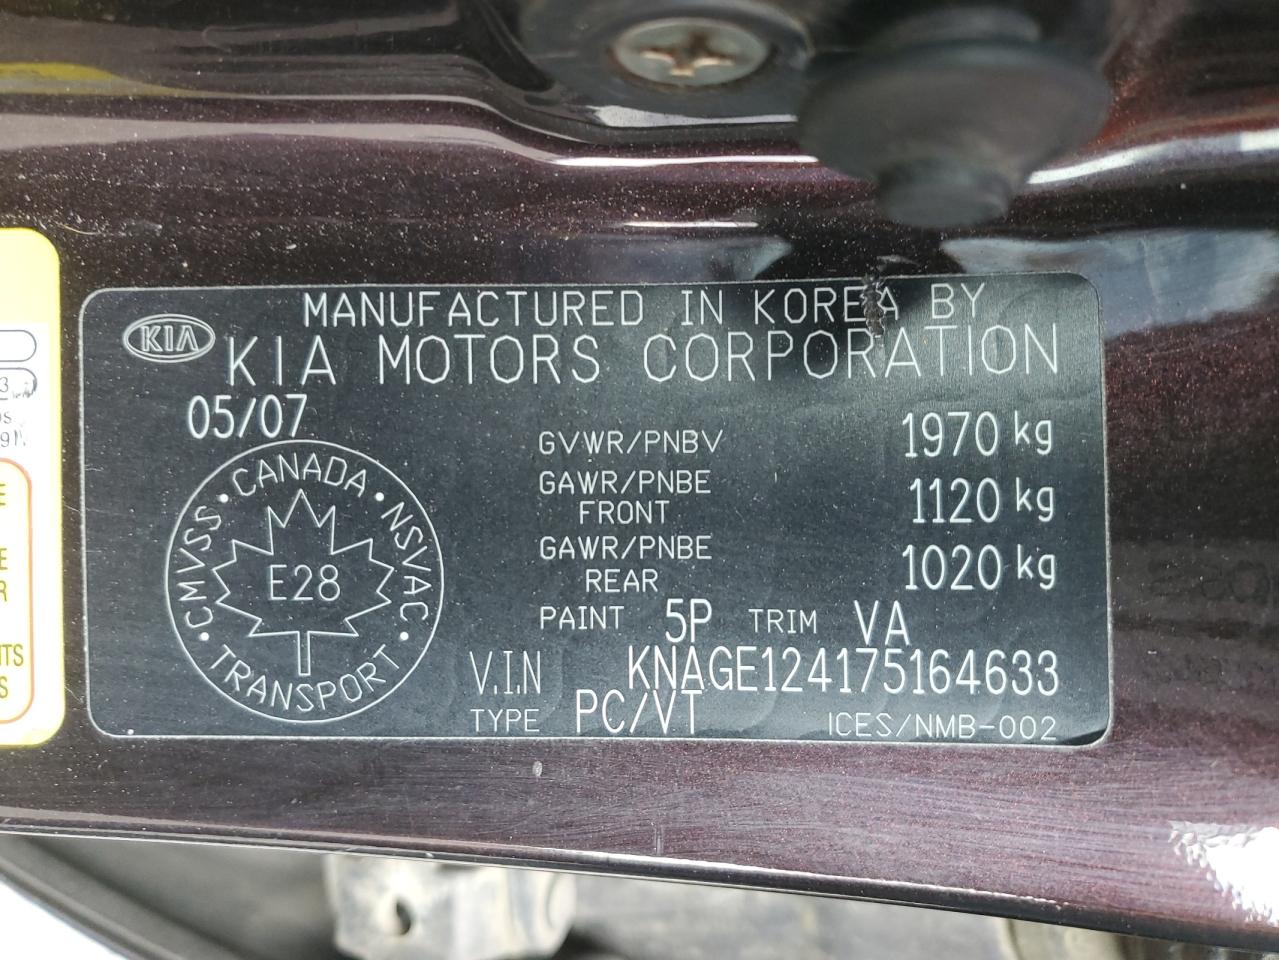 MANUFACTURED IN KOREA BY
KIA
KIA MOTORS CORPORATION
05/07
GVWR/PNBV 1970 kg
GAWR/PNBE FRONT 1120 kg
GAWR/PNBE REAR 1020 kg
PAINT 5P TRIM VA
V.I.N KNAGE124175164633
TYPE PC/VT ICES/NMB-002
CANADA • NSVAC • TRANSPORT • CMVSS •
E28